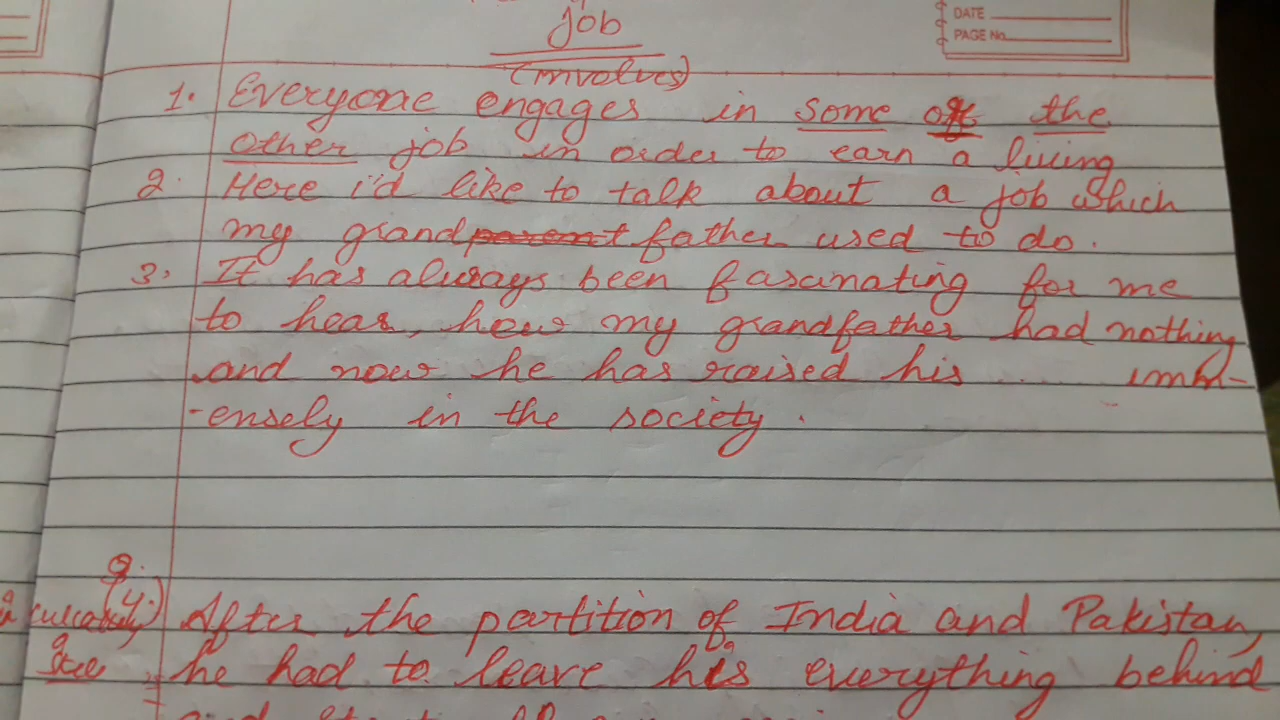 job
DATE
PAGE No.
(involves)
1. Everyone engages in some or the
other job in order to earn a living
2. Here i'd like to talk about a job which
my grandparent father used to do.
3. It has always been fascinating for me
to hear, how my grandfather had nothing
and now he has raised his .... imm-
-ensely in the society.
(4.) After the partition of India and Pakistan,
he had to leave his everything behind